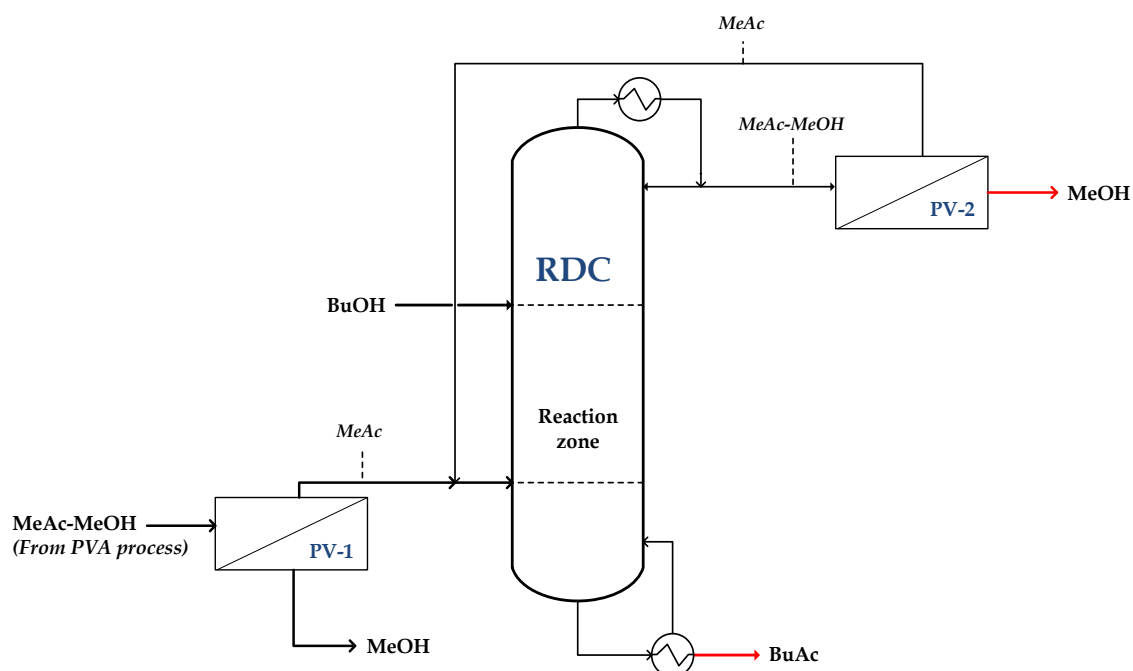 MeAc
MeAc-MeOH
PV-2
MeOH
RDC
BuOH
Reaction
zone
MeAc
MeAc-MeOH
(From PVA process)
PV-1
MeOH
BuAc